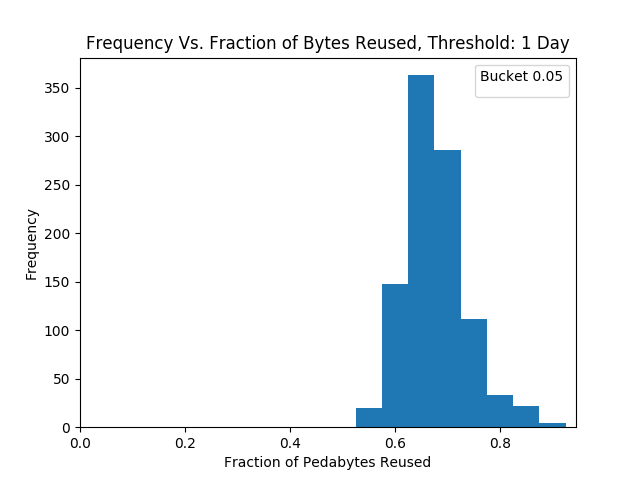 Frequency Vs. Fraction of Bytes Reused, Threshold: 1 Day
Bucket 0.05
350
300
250
200
150
100
50
0
Frequency
0.0 0.2 0.4 0.6 0.8
Fraction of Pedabytes Reused